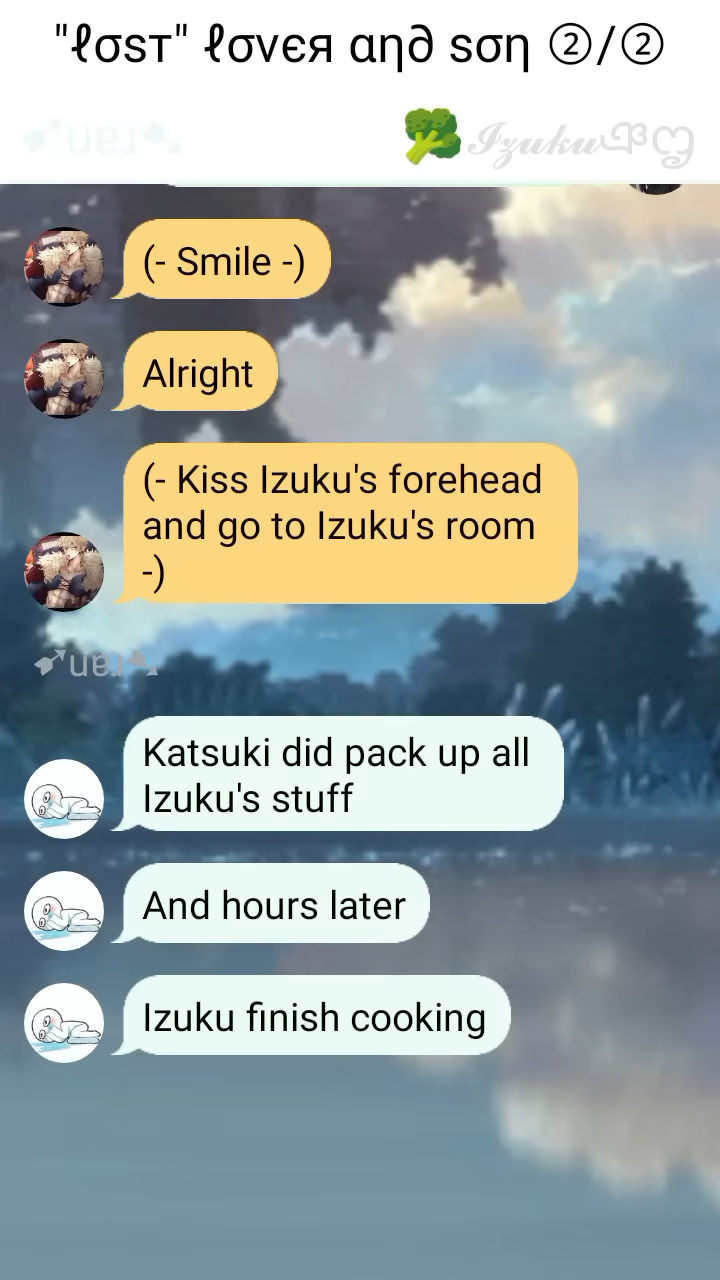 "ℓσѕт" ℓσνєя αη∂ ѕση ②/②
🥦𝓘𝔃𝓾𝓴𝓾
(- Smile -)
Alright
(- Kiss Izuku's forehead
and go to Izuku's room
-)
Katsuki did pack up all
Izuku's stuff
And hours later
Izuku finish cooking